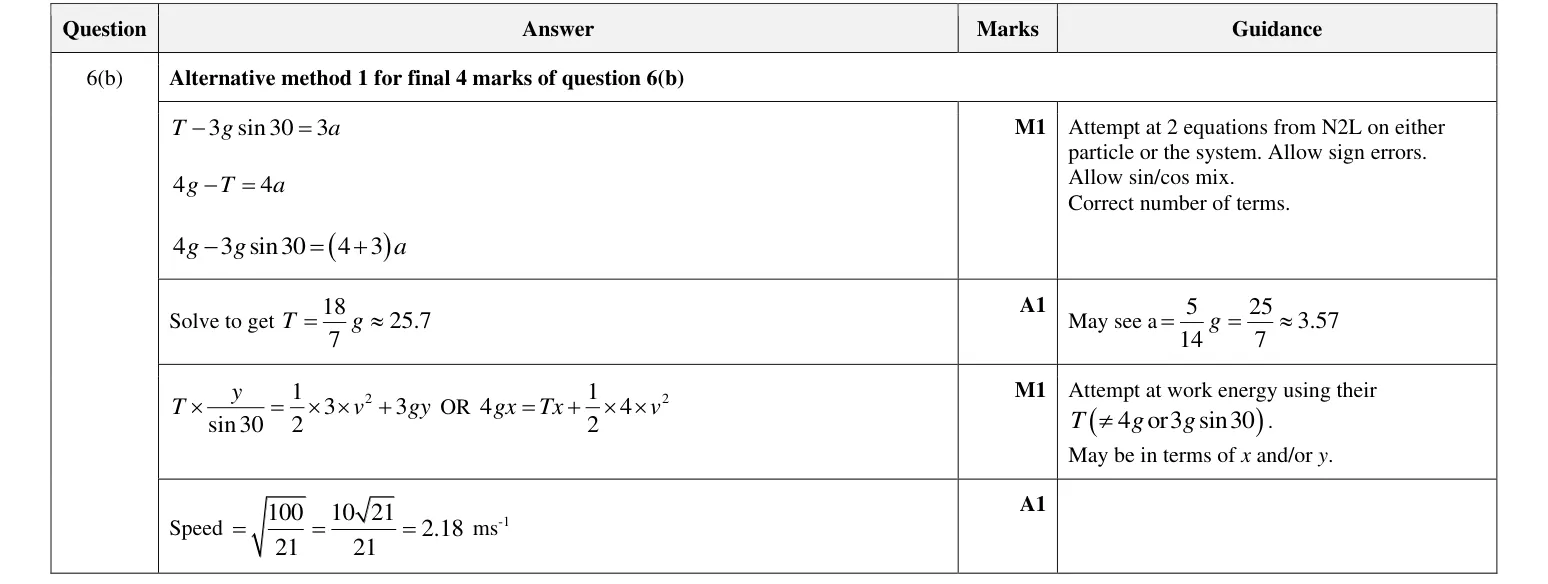 Question Answer Marks Guidance
6(b) Alternative method 1 for final 4 marks of question 6(b)
T − 3g sin 30 = 3a
4g − T = 4a
4g − 3g sin 30 = (4 + 3) a
M1
Attempt at 2 equations from N2L on either
particle or the system. Allow sign errors.
Allow sin/cos mix.
Correct number of terms.
Solve to get T = 18/7 g ≈ 25.7
A1
May see a = 5/14 g = 25/7 ≈ 3.57
T × y/sin 30 = 1/2 × 3 × v² + 3gy OR 4gx = Tx + 1/2 × 4 × v²
M1
Attempt at work energy using their
T (≠ 4g or 3g sin 30).
May be in terms of x and/or y.
Speed = √(100/21) = 10√21/21 = 2.18 ms⁻¹
A1